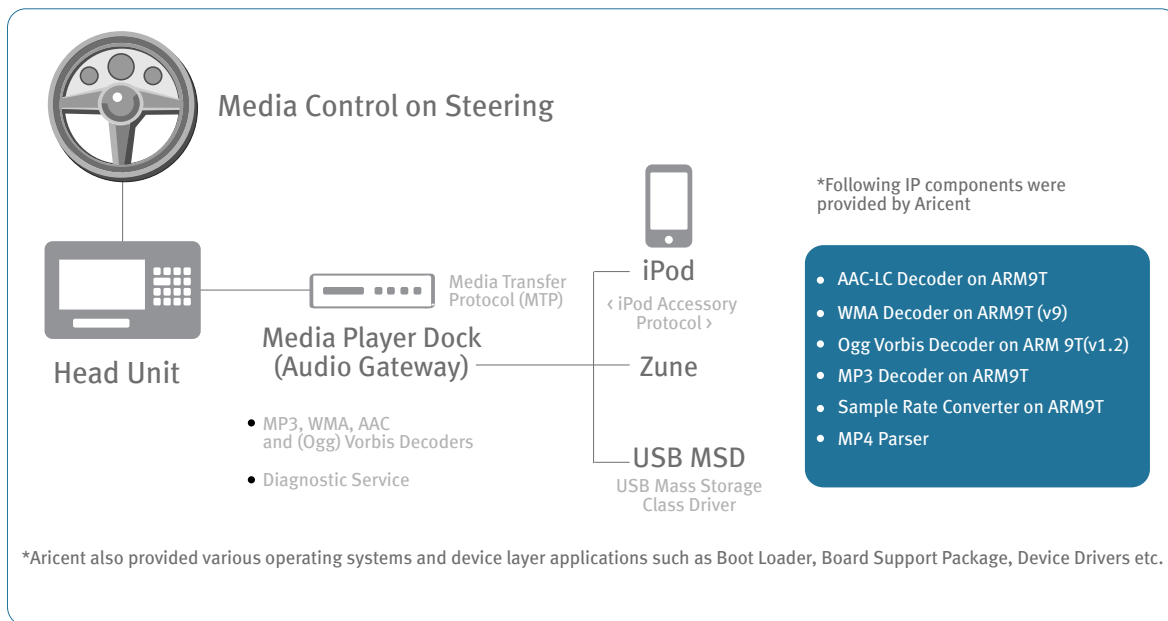 Media Control on Steering
*Following IP components were
provided by Aricent
Head Unit
Media Transfer
Protocol (MTP)
Media Player Dock
(Audio Gateway)
• MP3, WMA, AAC
and (Ogg) Vorbis Decoders
• Diagnostic Service
iPod
‹ iPod Accessory
Protocol ›
Zune
USB MSD
USB Mass Storage
Class Driver
• AAC-LC Decoder on ARM9T
• WMA Decoder on ARM9T (v9)
• Ogg Vorbis Decoder on ARM 9T(v1.2)
• MP3 Decoder on ARM9T
• Sample Rate Converter on ARM9T
• MP4 Parser
*Aricent also provided various operating systems and device layer applications such as Boot Loader, Board Support Package, Device Drivers etc.